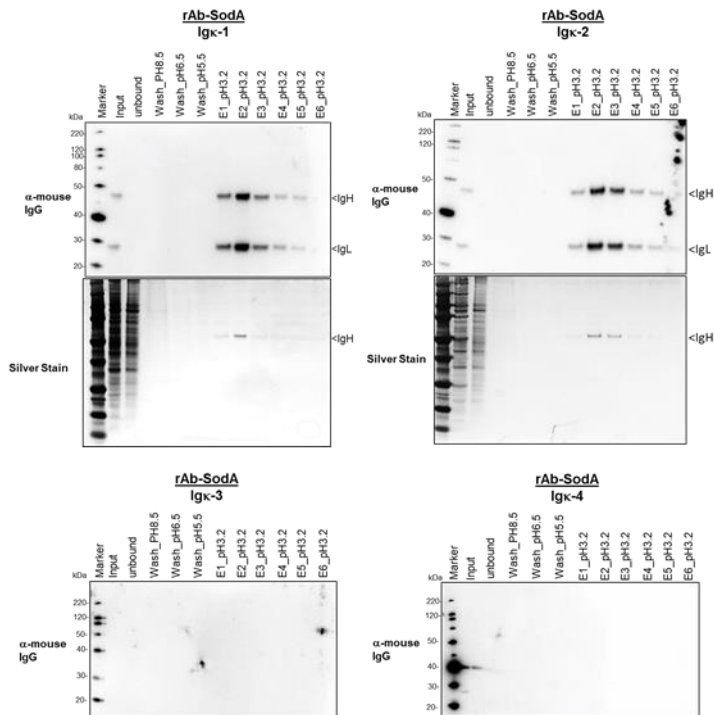 rAb-SodA
Igκ-1
Marker
Input
unbound
Wash_PH8.5
Wash_pH6.5
Wash_pH5.5
E1_pH3.2
E2_pH3.2
E3_pH3.2
E4_pH3.2
E5_pH3.2
E6_pH3.2
kDa
220-
120-
100-
80-
50-
40-
30-
20-
α-mouse
IgG
<IgH
<IgL
Silver Stain
<IgH
rAb-SodA
Igκ-2
Marker
Input
unbound
Wash_PH8.5
Wash_pH6.5
Wash_pH5.5
E1_pH3.2
E2_pH3.2
E3_pH3.2
E4_pH3.2
E5_pH3.2
E6_pH3.2
kDa
220-
120-
50-
40-
30-
20-
α-mouse
IgG
<IgH
<IgL
Silver Stain
<IgH
rAb-SodA
Igκ-3
Marker
Input
unbound
Wash_PH8.5
Wash_pH6.5
Wash_pH5.5
E1_pH3.2
E2_pH3.2
E3_pH3.2
E4_pH3.2
E5_pH3.2
E6_pH3.2
kDa
220-
120-
50-
40-
30-
20-
α-mouse
IgG
rAb-SodA
Igκ-4
Marker
Input
unbound
Wash_PH8.5
Wash_pH6.5
Wash_pH5.5
E1_pH3.2
E2_pH3.2
E3_pH3.2
E4_pH3.2
E5_pH3.2
E6_pH3.2
kDa
220-
120-
50-
40-
30-
20-
α-mouse
IgG